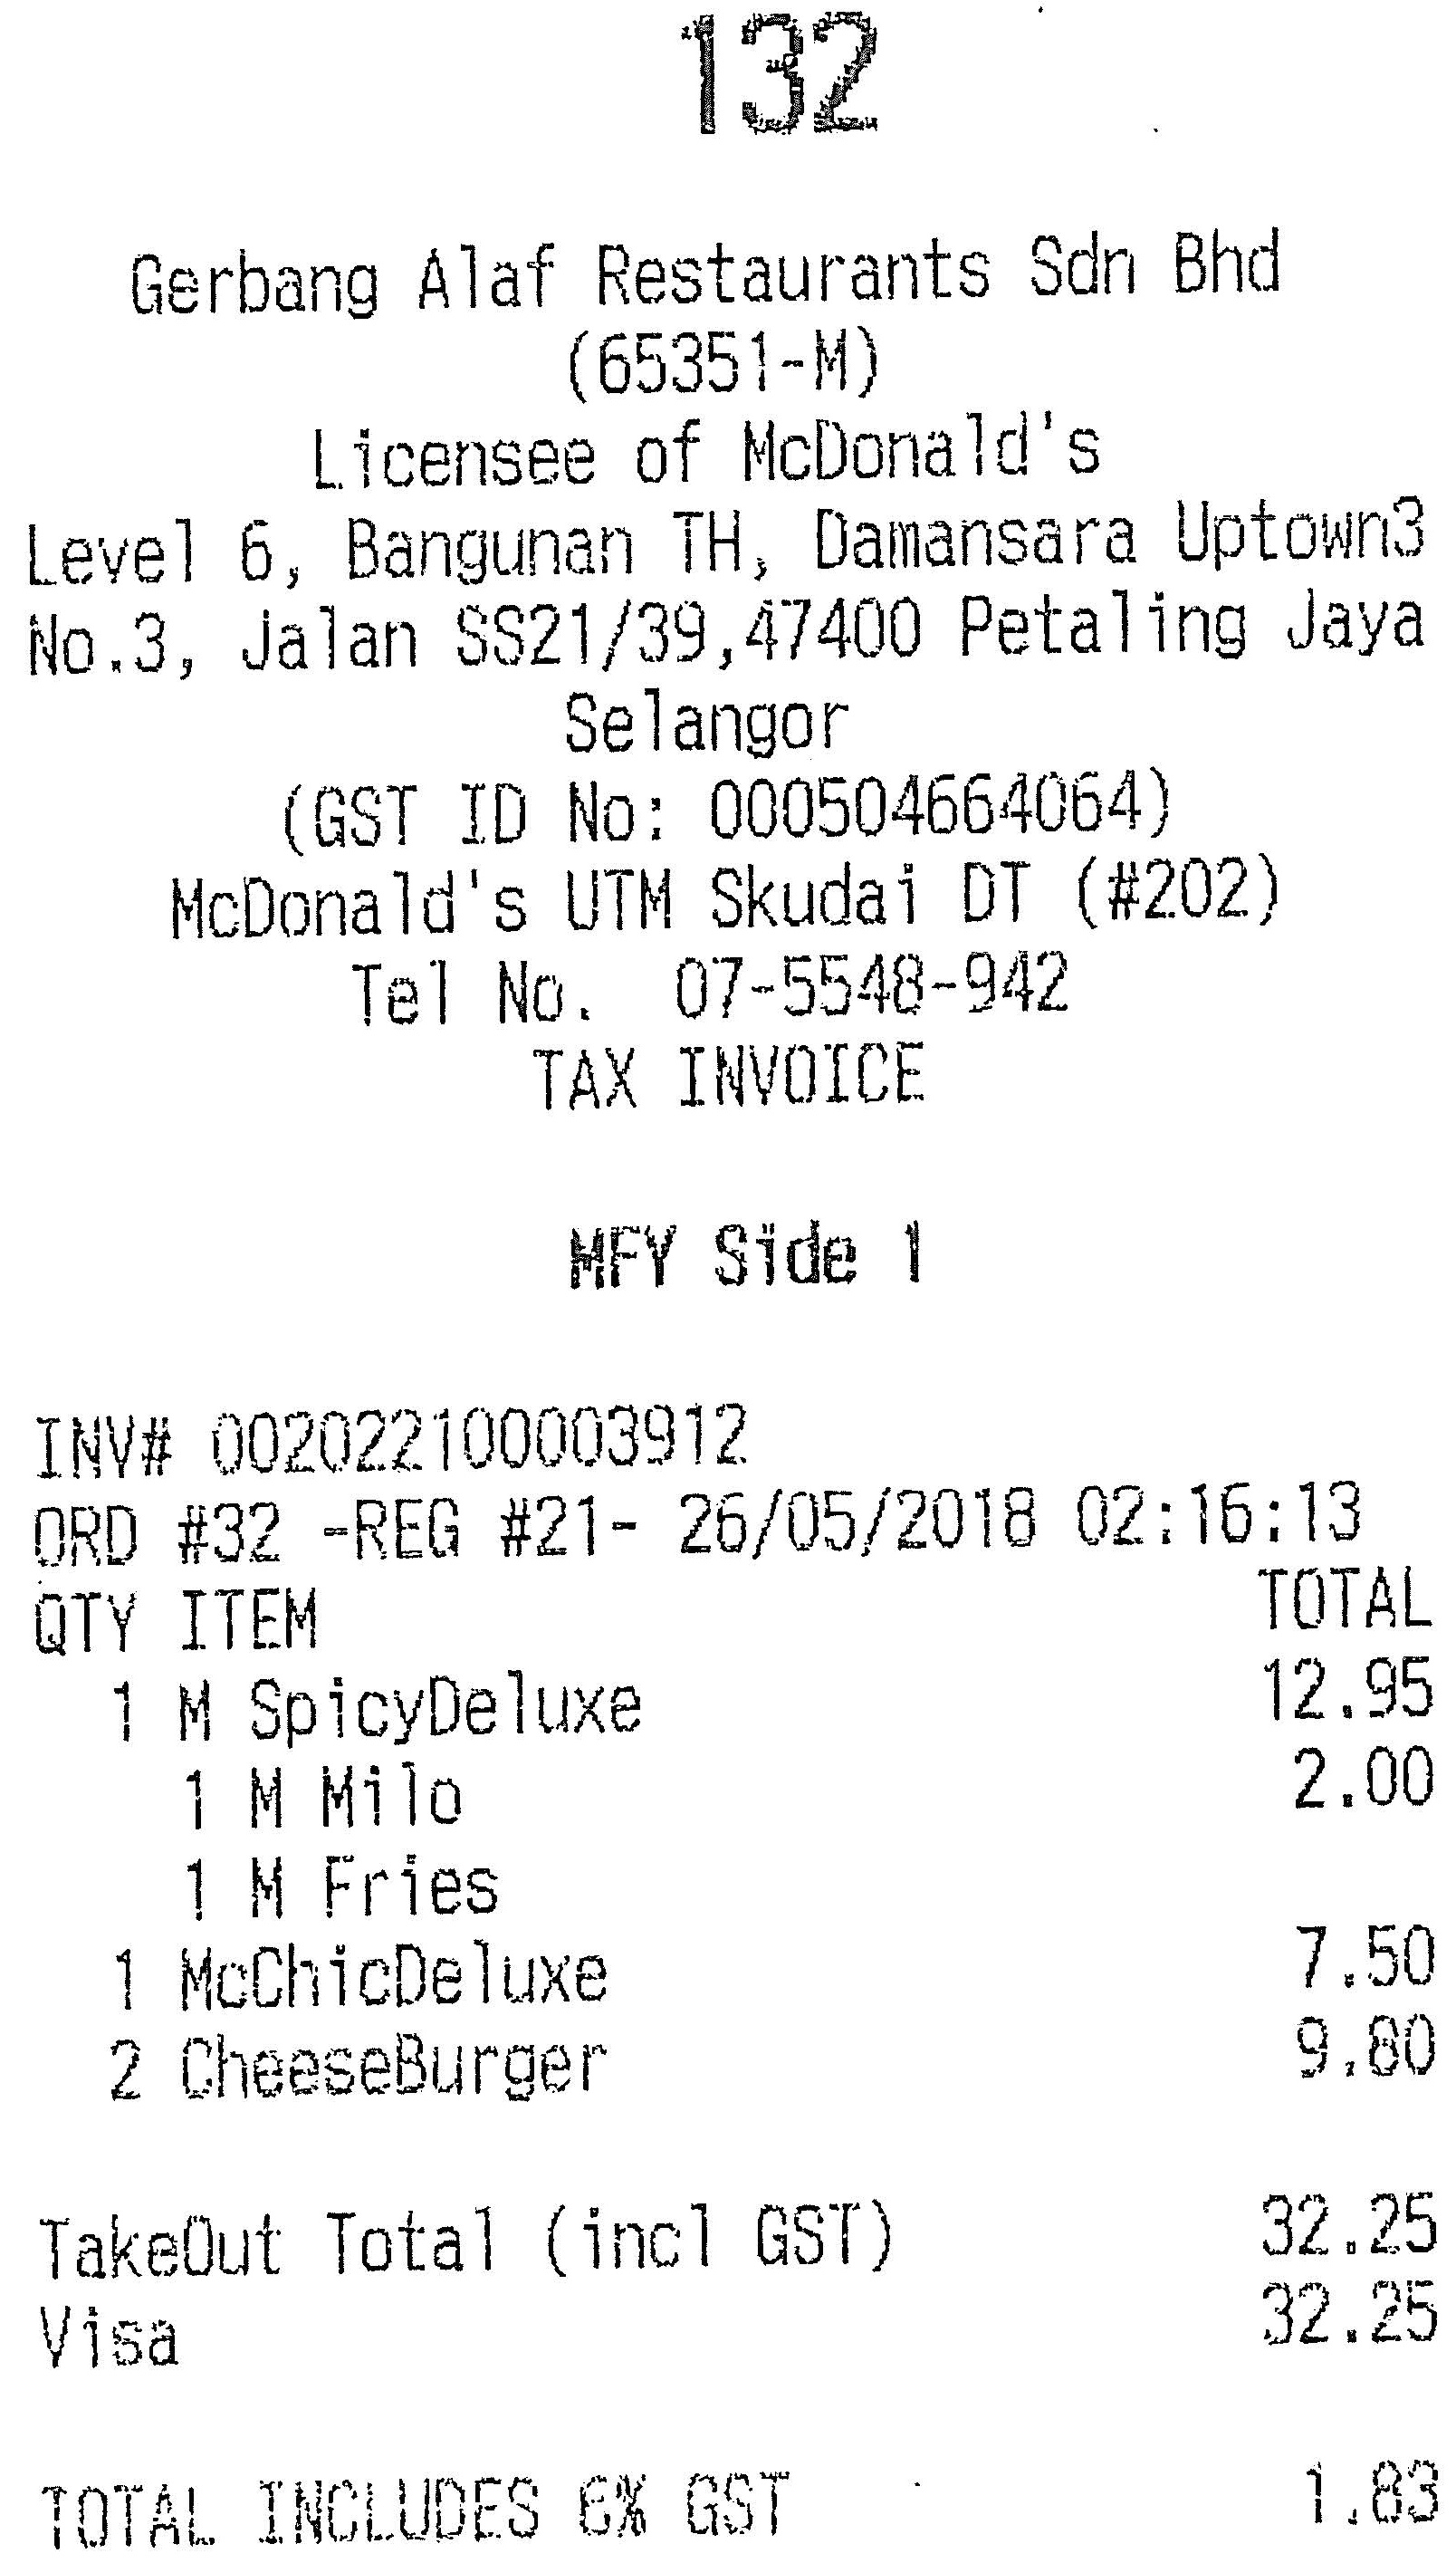 132
Gerbang Alaf Restaurants Sdn Bhd
(65351-M)
Licensee of McDonald's
Level 6, Bangunan TH, Damansara Uptown3
No.3, Jalan SS21/39,47400 Petaling Jaya
Selangor
(GST ID No: 000504664064)
McDonald's UTM Skudai DT (#202)
Tel No. 07-5548-942
TAX INVOICE
MFY Side 1
INV# 002022100003912
ORD #32 -REG #21- 26/05/2018 02:16:13
QTY ITEM TOTAL
1 M SpicyDeluxe 12.95
1 M Milo 2.00
1 M Fries
1 McChicDeluxe 7.50
2 CheeseBurger 9.80
TakeOut Total (incl GST) 32.25
Visa 32.25
TOTAL INCLUDES 6% GST 1.83